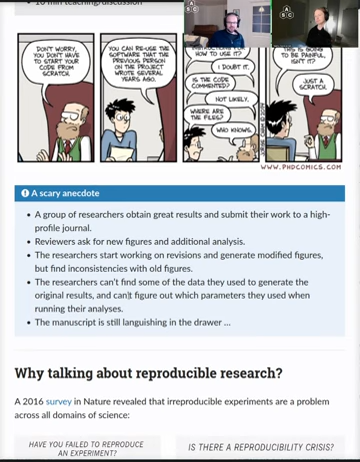 10 min teaching/discussion
DON'T WORRY,
YOU DON'T
HAVE TO
START YOUR
CODE FROM
SCRATCH.
YOU CAN RE-USE THE
SOFTWARE THAT THE
PREVIOUS PERSON
ON THE PROJECT
WROTE SEVERAL
YEARS AGO.
HOW TO USE IT?
I DOUBT IT.
IS THE CODE
COMMENTED?
NOT LIKELY.
WHERE ARE
THE FILES?
WHO KNOWS.
THIS IS GOING
TO BE PAINFUL,
ISN'T IT?
JUST A
SCRATCH.
WWW.PHDCOMICS.COM
A scary anecdote
• A group of researchers obtain great results and submit their work to a high-
profile journal.
• Reviewers ask for new figures and additional analysis.
• The researchers start working on revisions and generate modified figures,
but find inconsistencies with old figures.
• The researchers can't find some of the data they used to generate the
original results, and can't figure out which parameters they used when
running their analyses.
• The manuscript is still languishing in the drawer ...
Why talking about reproducible research?
A 2016 survey in Nature revealed that irreproducible experiments are a problem
across all domains of science:
HAVE YOU FAILED TO REPRODUCE
AN EXPERIMENT?
IS THERE A REPRODUCIBILITY CRISIS?